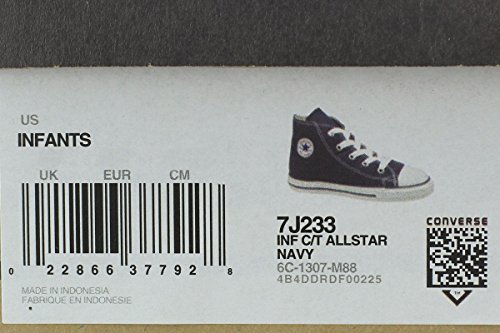 US
INFANTS
UK EUR CM
0 22866 37792 8
MADE IN INDONESIA
FABRIQUE EN INDONESIE
7J233
INF C/T ALLSTAR
NAVY
6C-1307-M88
4B4DDRDF00225
CONVERSE